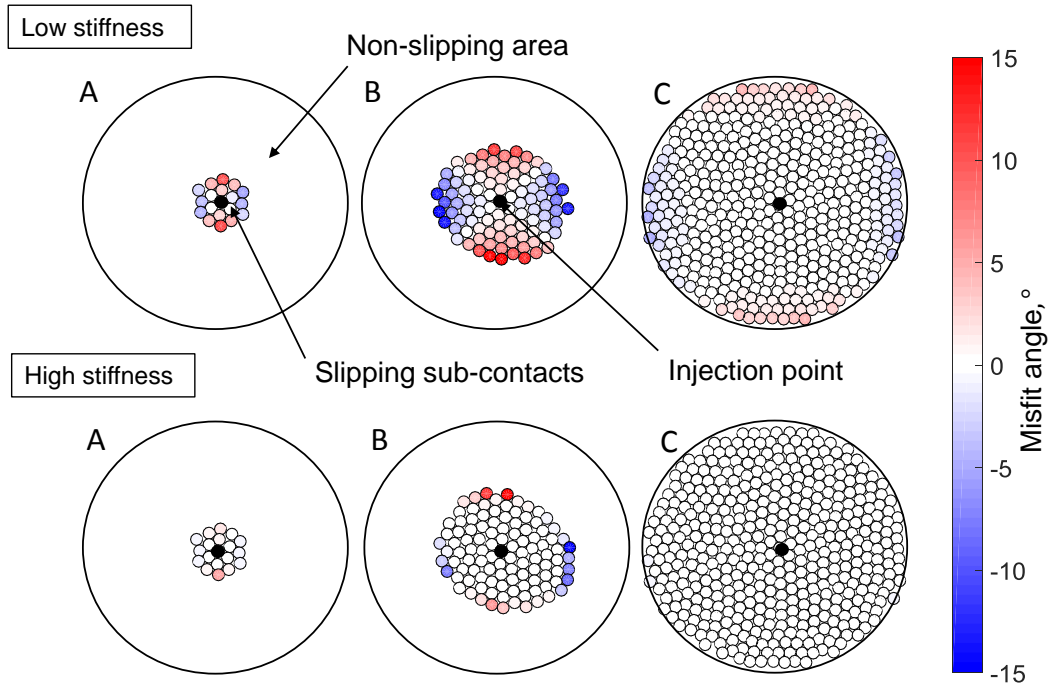 Low stiffness
Non-slipping area
A
B
C
15
10
5
0
-5
-10
-15
Misfit angle, °
Slipping sub-contacts
Injection point
High stiffness
A
B
C